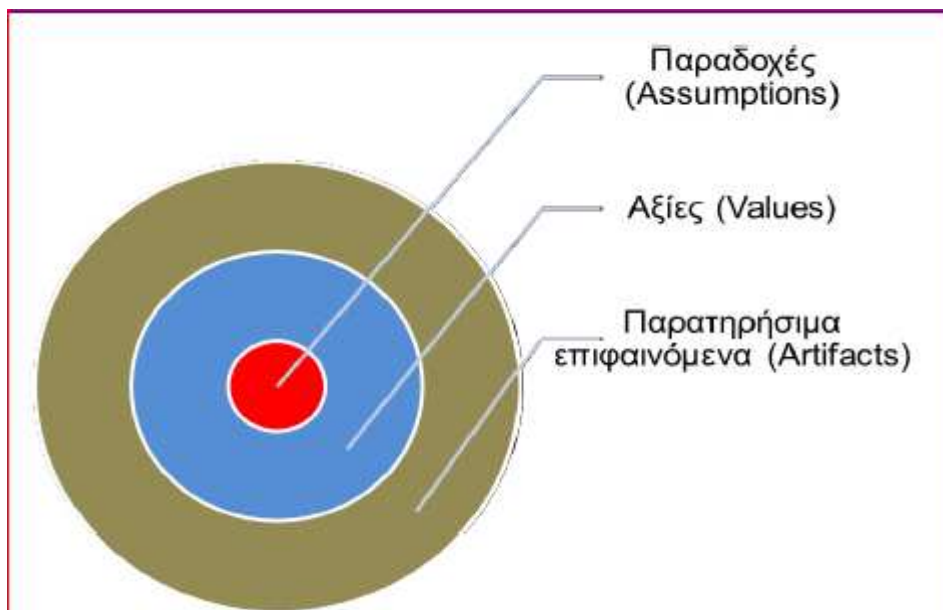 Παραδοχές
(Assumptions)
Αξίες (Values)
Παρατηρήσιμα
επιφαινόμενα (Artifacts)